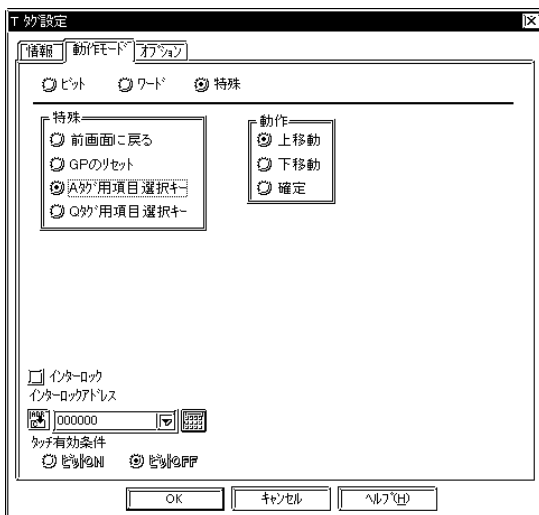 T ﾀｸﾞ設定
情報 動作ﾓｰﾄﾞ ｵﾌﾟｼｮﾝ
ﾋﾞｯﾄ ﾜｰﾄﾞ 特殊
特殊
前画面に戻る
GPのﾘｾｯﾄ
Aﾀｸﾞ用項目選択ｷｰ
Qﾀｸﾞ用項目選択ｷｰ
動作
上移動
下移動
確定
ｲﾝﾀｰﾛｯｸ
ｲﾝﾀｰﾛｯｸｱﾄﾞﾚｽ
000000
ﾀｯﾁ有効条件
ﾋﾞｯﾄON ﾋﾞｯﾄOFF
OK ｷｬﾝｾﾙ ﾍﾙﾌﾟ(H)